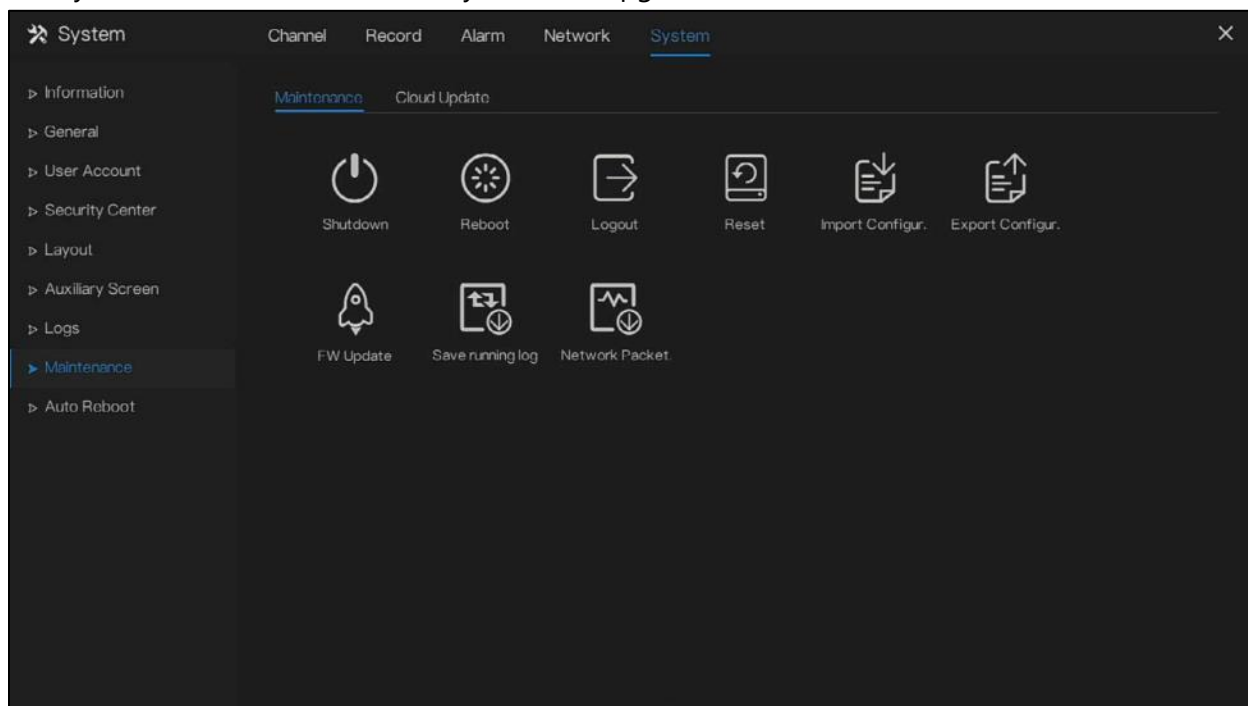 System
Channel Record Alarm Network System
Information
General
User Account
Security Center
Layout
Auxiliary Screen
Logs
Maintenance
Auto Reboot
Maintenance Cloud Update
Shutdown Reboot Logout Reset Import Configur. Export Configur.
FW Update Save running log Network Packet.